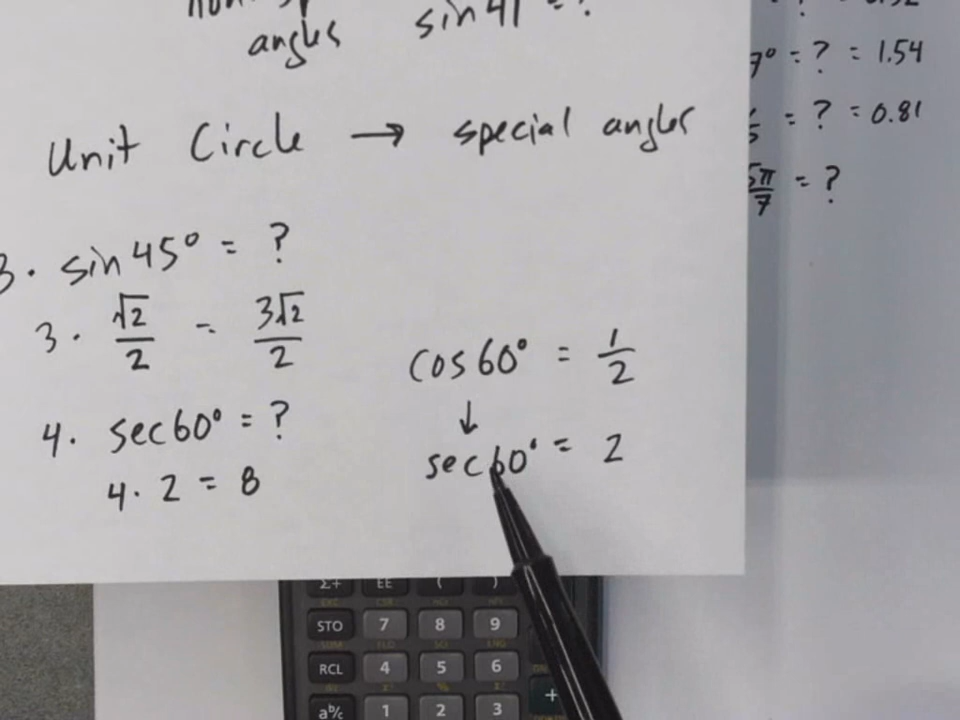 angles sin 41° = ?
Unit Circle → special angles
3 · sin 45° = ?
3 · √2/2 = 3√2/2
4 · sec 60° = ?
4 · 2 = 8
cos 60° = 1/2
↓
sec 60° = 2
7° = ? = 1.54
= ? = 0.81
5π/7 = ?
Σ+ EE ( )
STO 7 8 9
RCL 4 5 6 +
ab/c 1 2 3